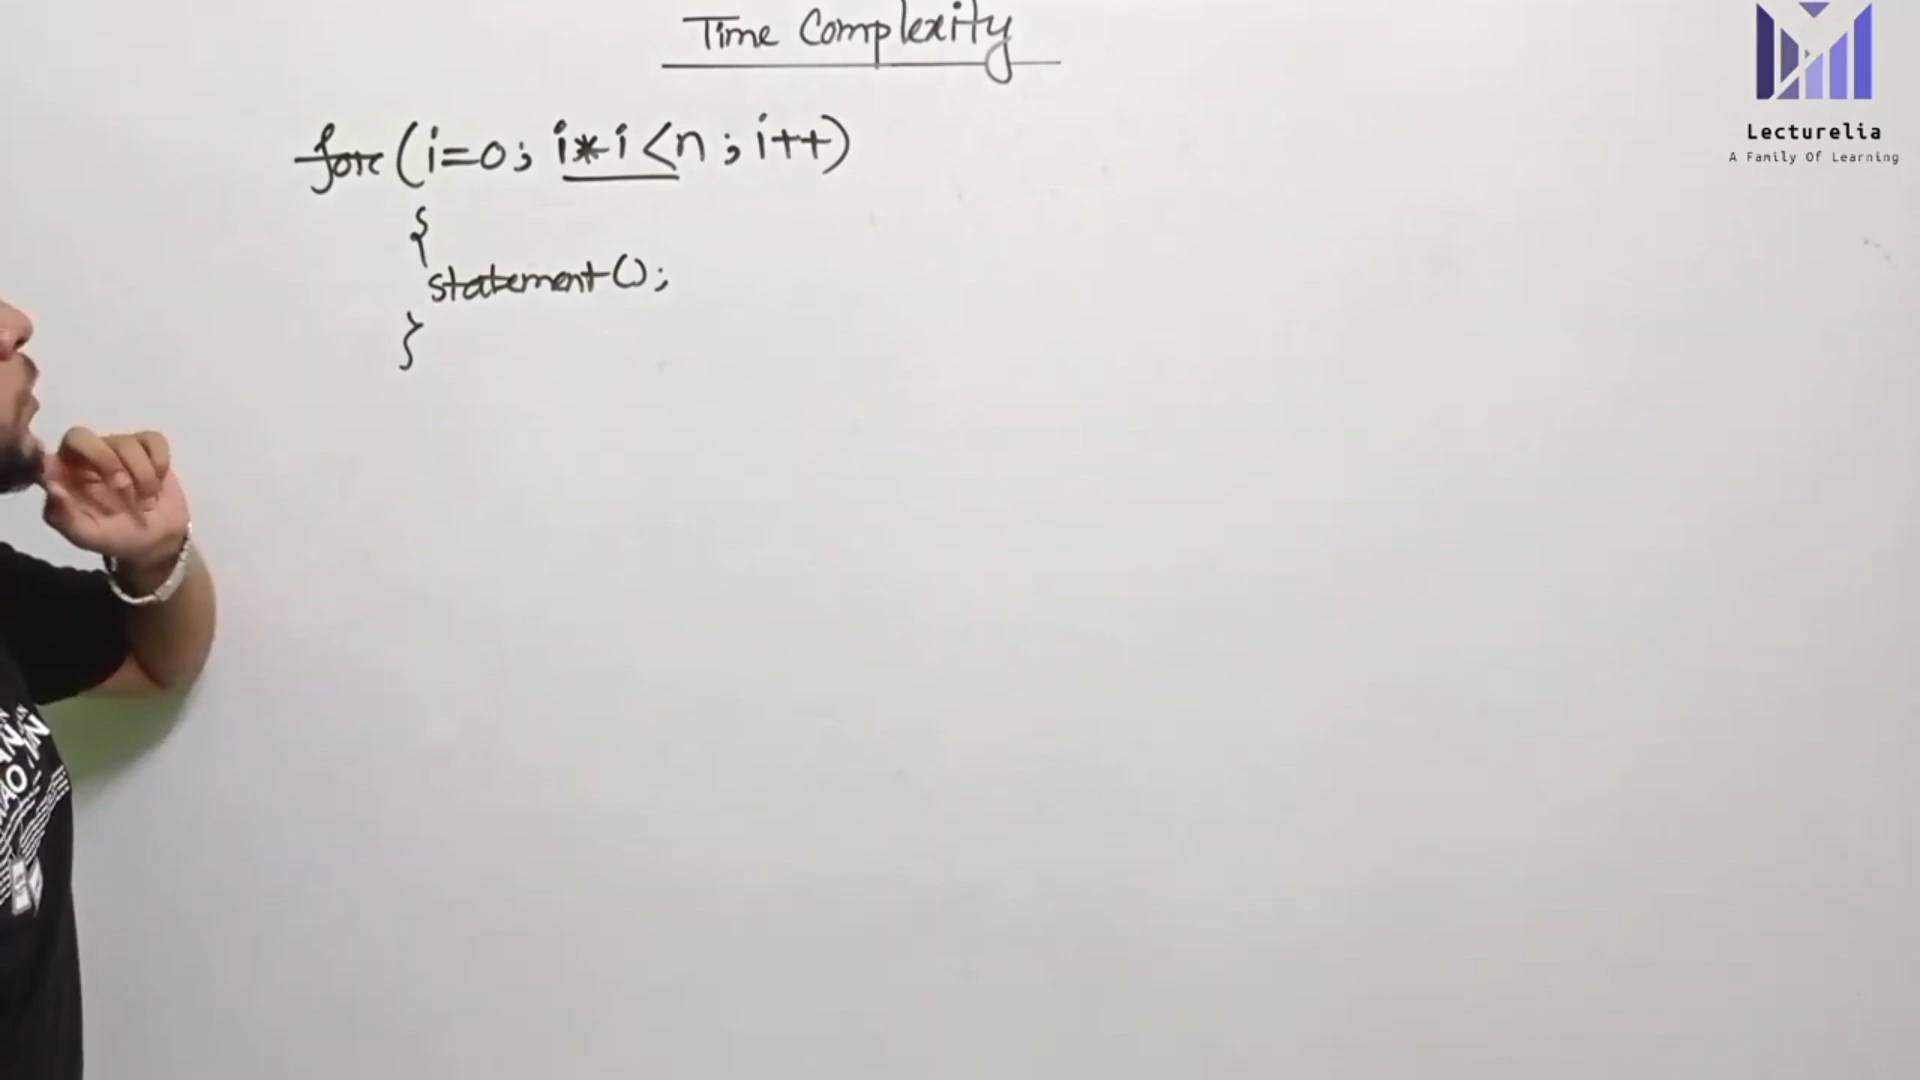 Time Complexity
for (i=0; i*i<n; i++)
{
statement();
}
Lecturelia
A Family Of Learning